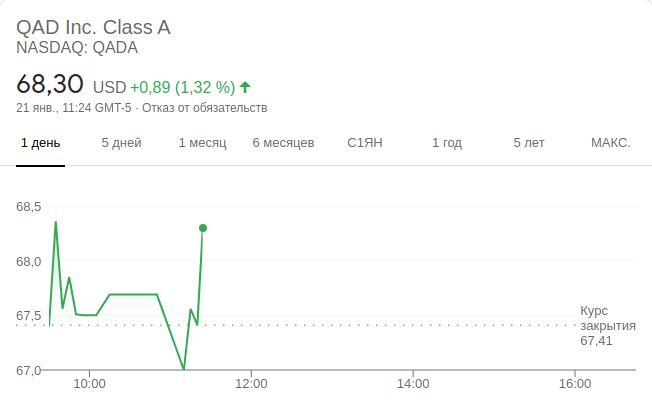 QAD Inc. Class A
NASDAQ: QADA
68,30 USD +0,89 (1,32 %)
21 янв., 11:24 GMT-5 · Отказ от обязательств
1 день 5 дней 1 месяц 6 месяцев С1ЯН 1 год 5 лет МАКС.
68,5
68,0
67,5
67,0
Курс
закрытия
67,41
10:00 12:00 14:00 16:00